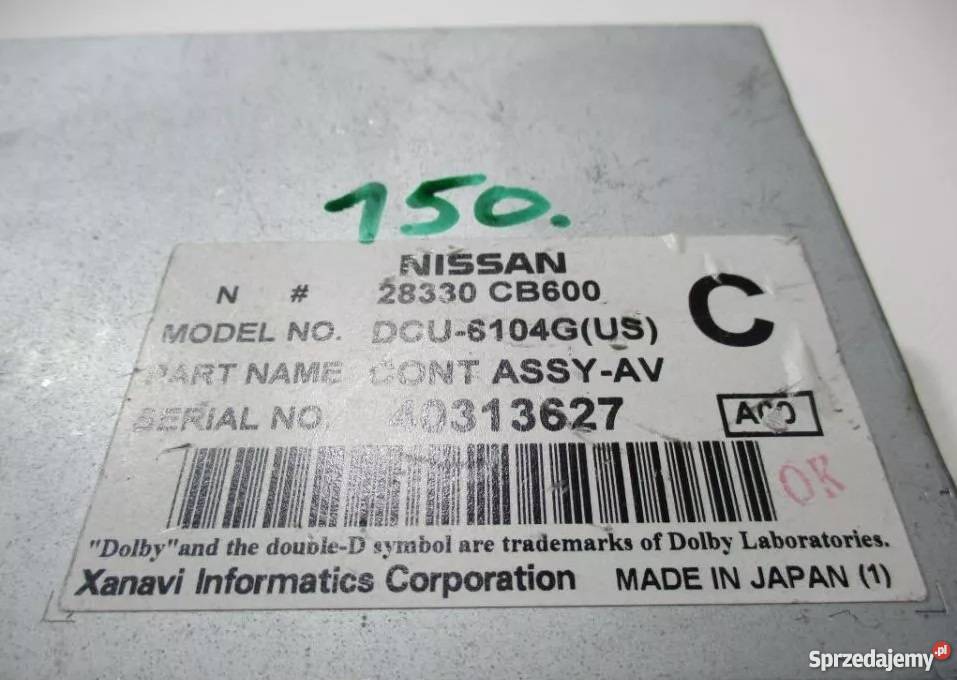 150.
NISSAN
N # 28330 CB600
C
MODEL NO. DCU-6104G(US)
PART NAME CONT ASSY-AV
SERIAL NO. 40313627
OK
"Dolby"and the double-D symbol are trademarks of Dolby Laboratories.
Xanavi Informatics Corporation MADE IN JAPAN (1)
Sprzedajemy.pl